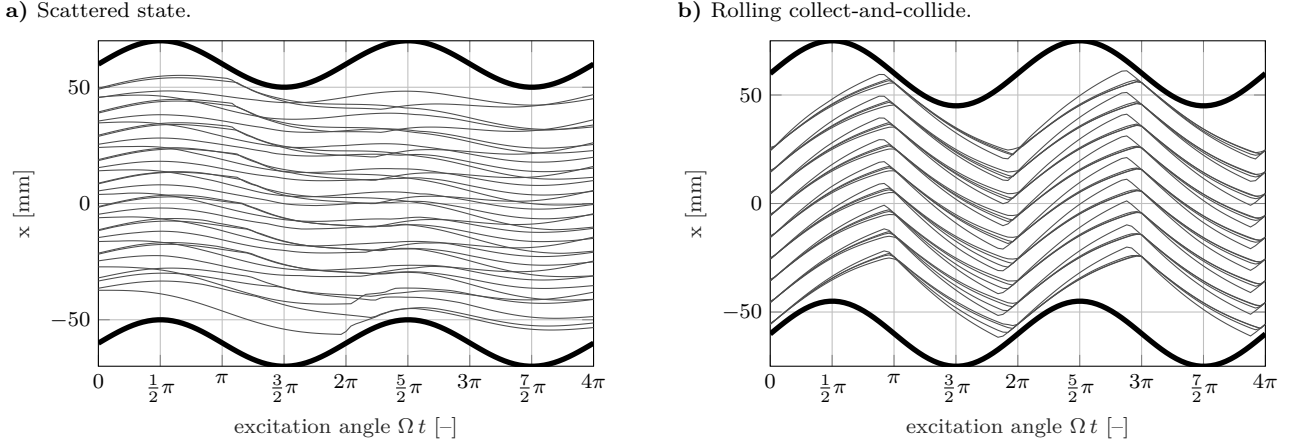 a) Scattered state.
50
0
−50
x [mm]
0 1/2π π 3/2π 2π 5/2π 3π 7/2π 4π
excitation angle Ω t [–]
b) Rolling collect-and-collide.
50
0
−50
x [mm]
0 1/2π π 3/2π 2π 5/2π 3π 7/2π 4π
excitation angle Ω t [–]